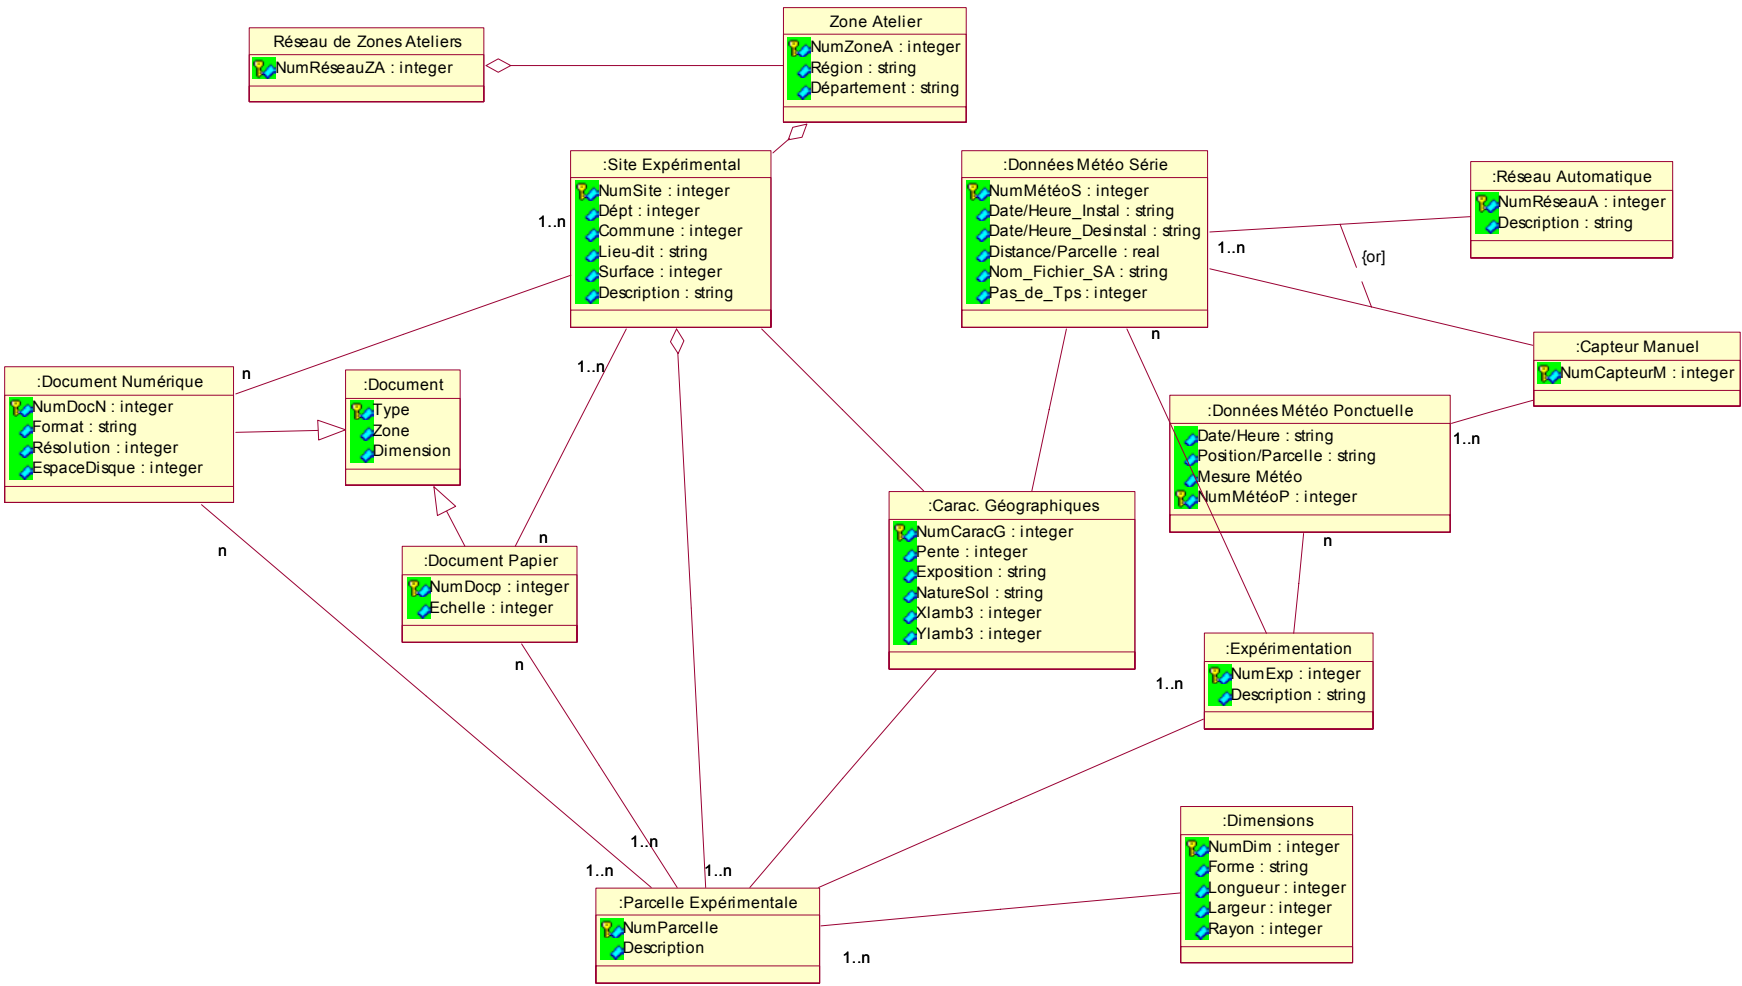 Réseau de Zones Ateliers
NumRéseauZA : integer
Zone Atelier
NumZoneA : integer
Région : string
Département : string
:Site Expérimental
NumSite : integer
Dépt : integer
Commune : integer
Lieu-dit : string
Surface : integer
Description : string
1..n
n
1..n
:Données Météo Série
NumMétéoS : integer
Date/Heure_Instal : string
Date/Heure_Desinstal : string
Distance/Parcelle : real
Nom_Fichier_SA : string
Pas_de_Tps : integer
1..n
n
:Réseau Automatique
NumRéseauA : integer
Description : string
{or]
:Capteur Manuel
NumCapteurM : integer
:Document Numérique
NumDocN : integer
Format : string
Résolution : integer
EspaceDisque : integer
n
:Document
Type
Zone
Dimension
:Données Météo Ponctuelle
Date/Heure : string
Position/Parcelle : string
Mesure Météo
NumMétéoP : integer
1..n
n
n
:Document Papier
NumDocp : integer
Echelle : integer
n
:Carac. Géographiques
NumCaracG : integer
Pente : integer
Exposition : string
NatureSol : string
Xlamb3 : integer
Ylamb3 : integer
:Expérimentation
NumExp : integer
Description : string
1..n
1..n
1..n
1..n
:Parcelle Expérimentale
NumParcelle
Description
1..n
:Dimensions
NumDim : integer
Forme : string
Longueur : integer
Largeur : integer
Rayon : integer